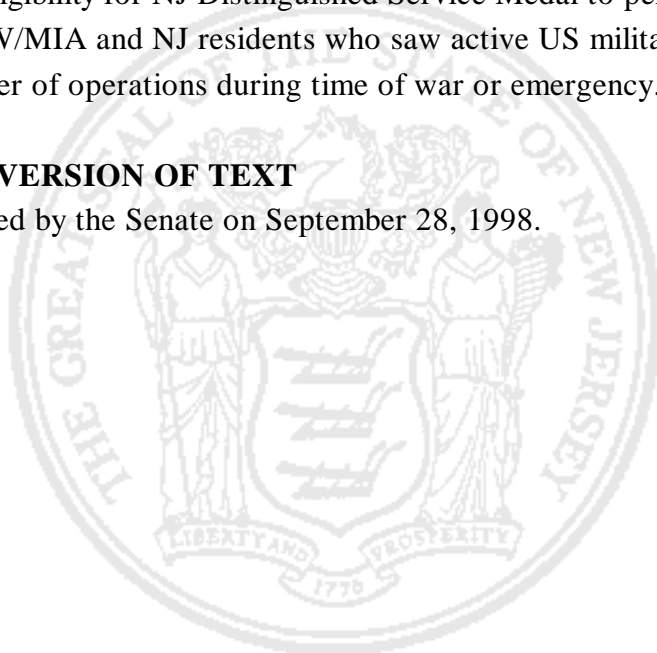 gibility for NJ Distinguished Service Medal to per
W/MIA and NJ residents who saw active US milita
er of operations during time of war or emergency.
VERSION OF TEXT
ed by the Senate on September 28, 1998.
THE GREAT SEAL OF THE STATE OF NEW JERSEY
LIBERTY AND PROSPERITY
1776